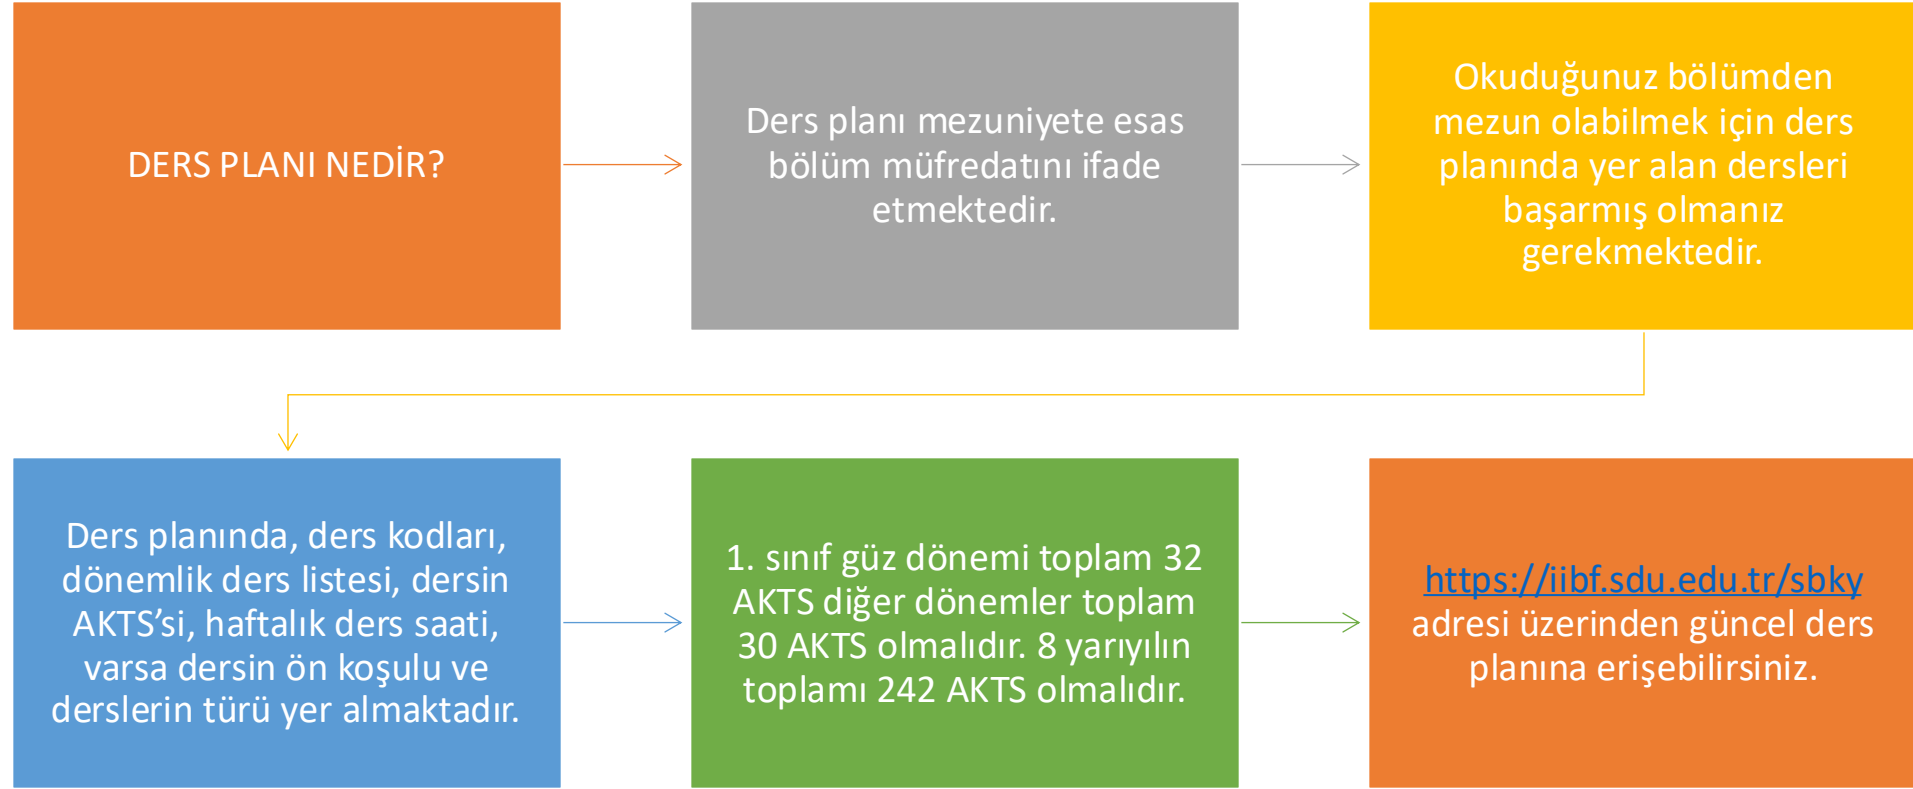 DERS PLANI NEDİR?
Ders planı mezuniyete esas
bölüm müfredatını ifade
etmektedir.
Okuduğunuz bölümden
mezun olabilmek için ders
planında yer alan dersleri
başarmış olmanız
gerekmektedir.
Ders planında, ders kodları,
dönemlik ders listesi, dersin
AKTS’si, haftalık ders saati,
varsa dersin ön koşulu ve
derslerin türü yer almaktadır.
1. sınıf güz dönemi toplam 32
AKTS diğer dönemler toplam
30 AKTS olmalıdır. 8 yarıyılın
toplamı 242 AKTS olmalıdır.
https://iibf.sdu.edu.tr/sbky
adresi üzerinden güncel ders
planına erişebilirsiniz.